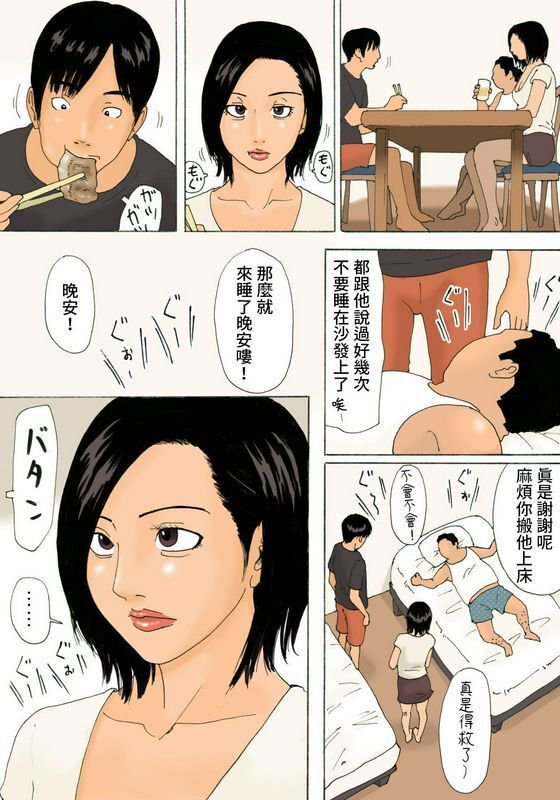 もぐ
もぐ
ガツ
ガツ
都跟他說過好幾次
不要睡在沙發上了
唉~
ぐぉ、
ぐぃ
那麼就
來睡了晚安嘍！
晚安！
ぐぃ
ぐぉ、
眞是謝謝呢
麻煩你搬他上床
不會不會！
真是得救了~
バタン
……